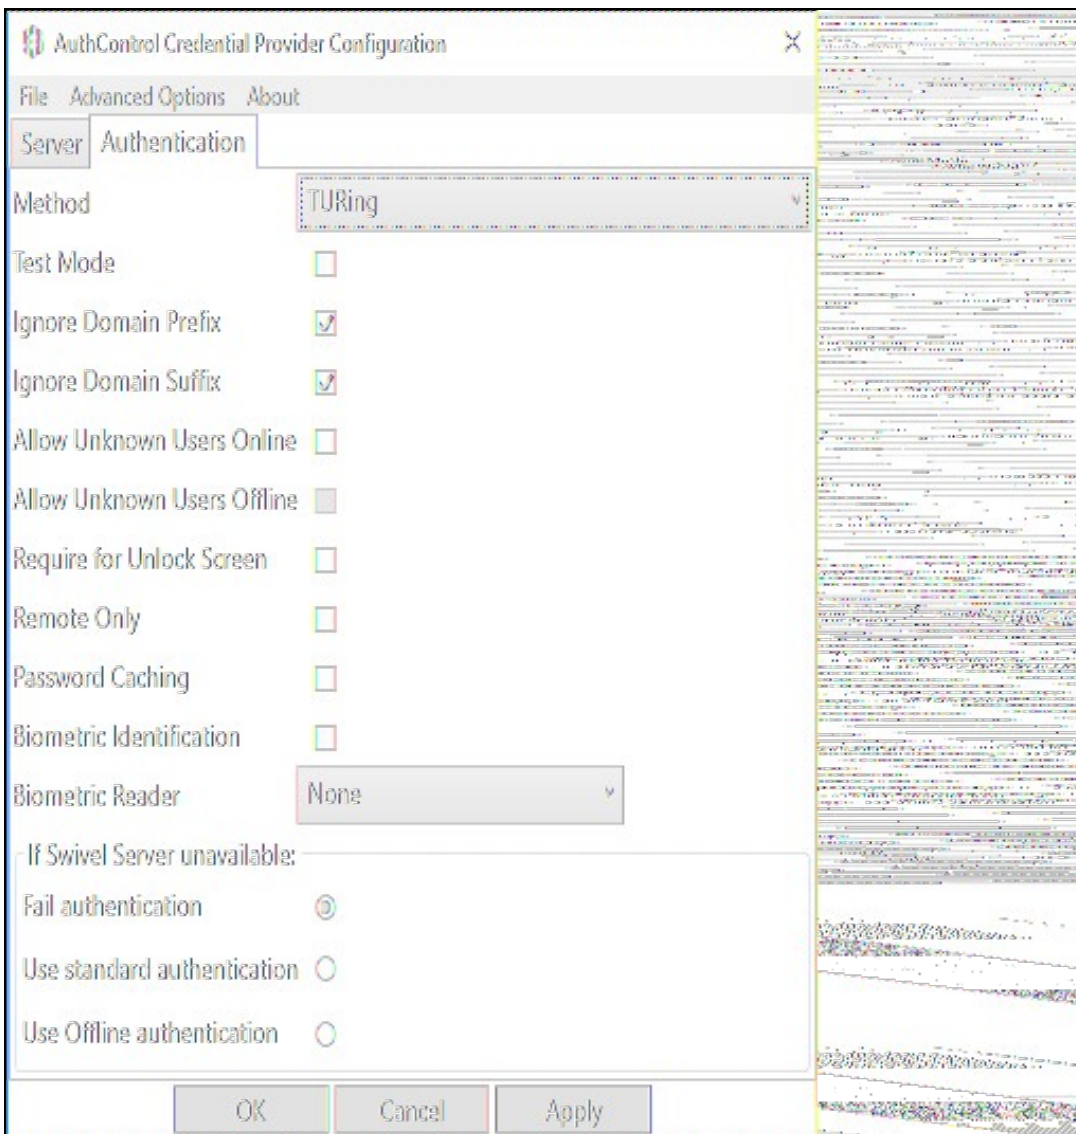 AuthControl Credential Provider Configuration
File Advanced Options About
Server Authentication
Method TURing
Test Mode
Ignore Domain Prefix
Ignore Domain Suffix
Allow Unknown Users Online
Allow Unknown Users Offline
Require for Unlock Screen
Remote Only
Password Caching
Biometric Identification
Biometric Reader None
If Swivel Server unavailable:
Fail authentication
Use standard authentication
Use Offline authentication
OK Cancel Apply